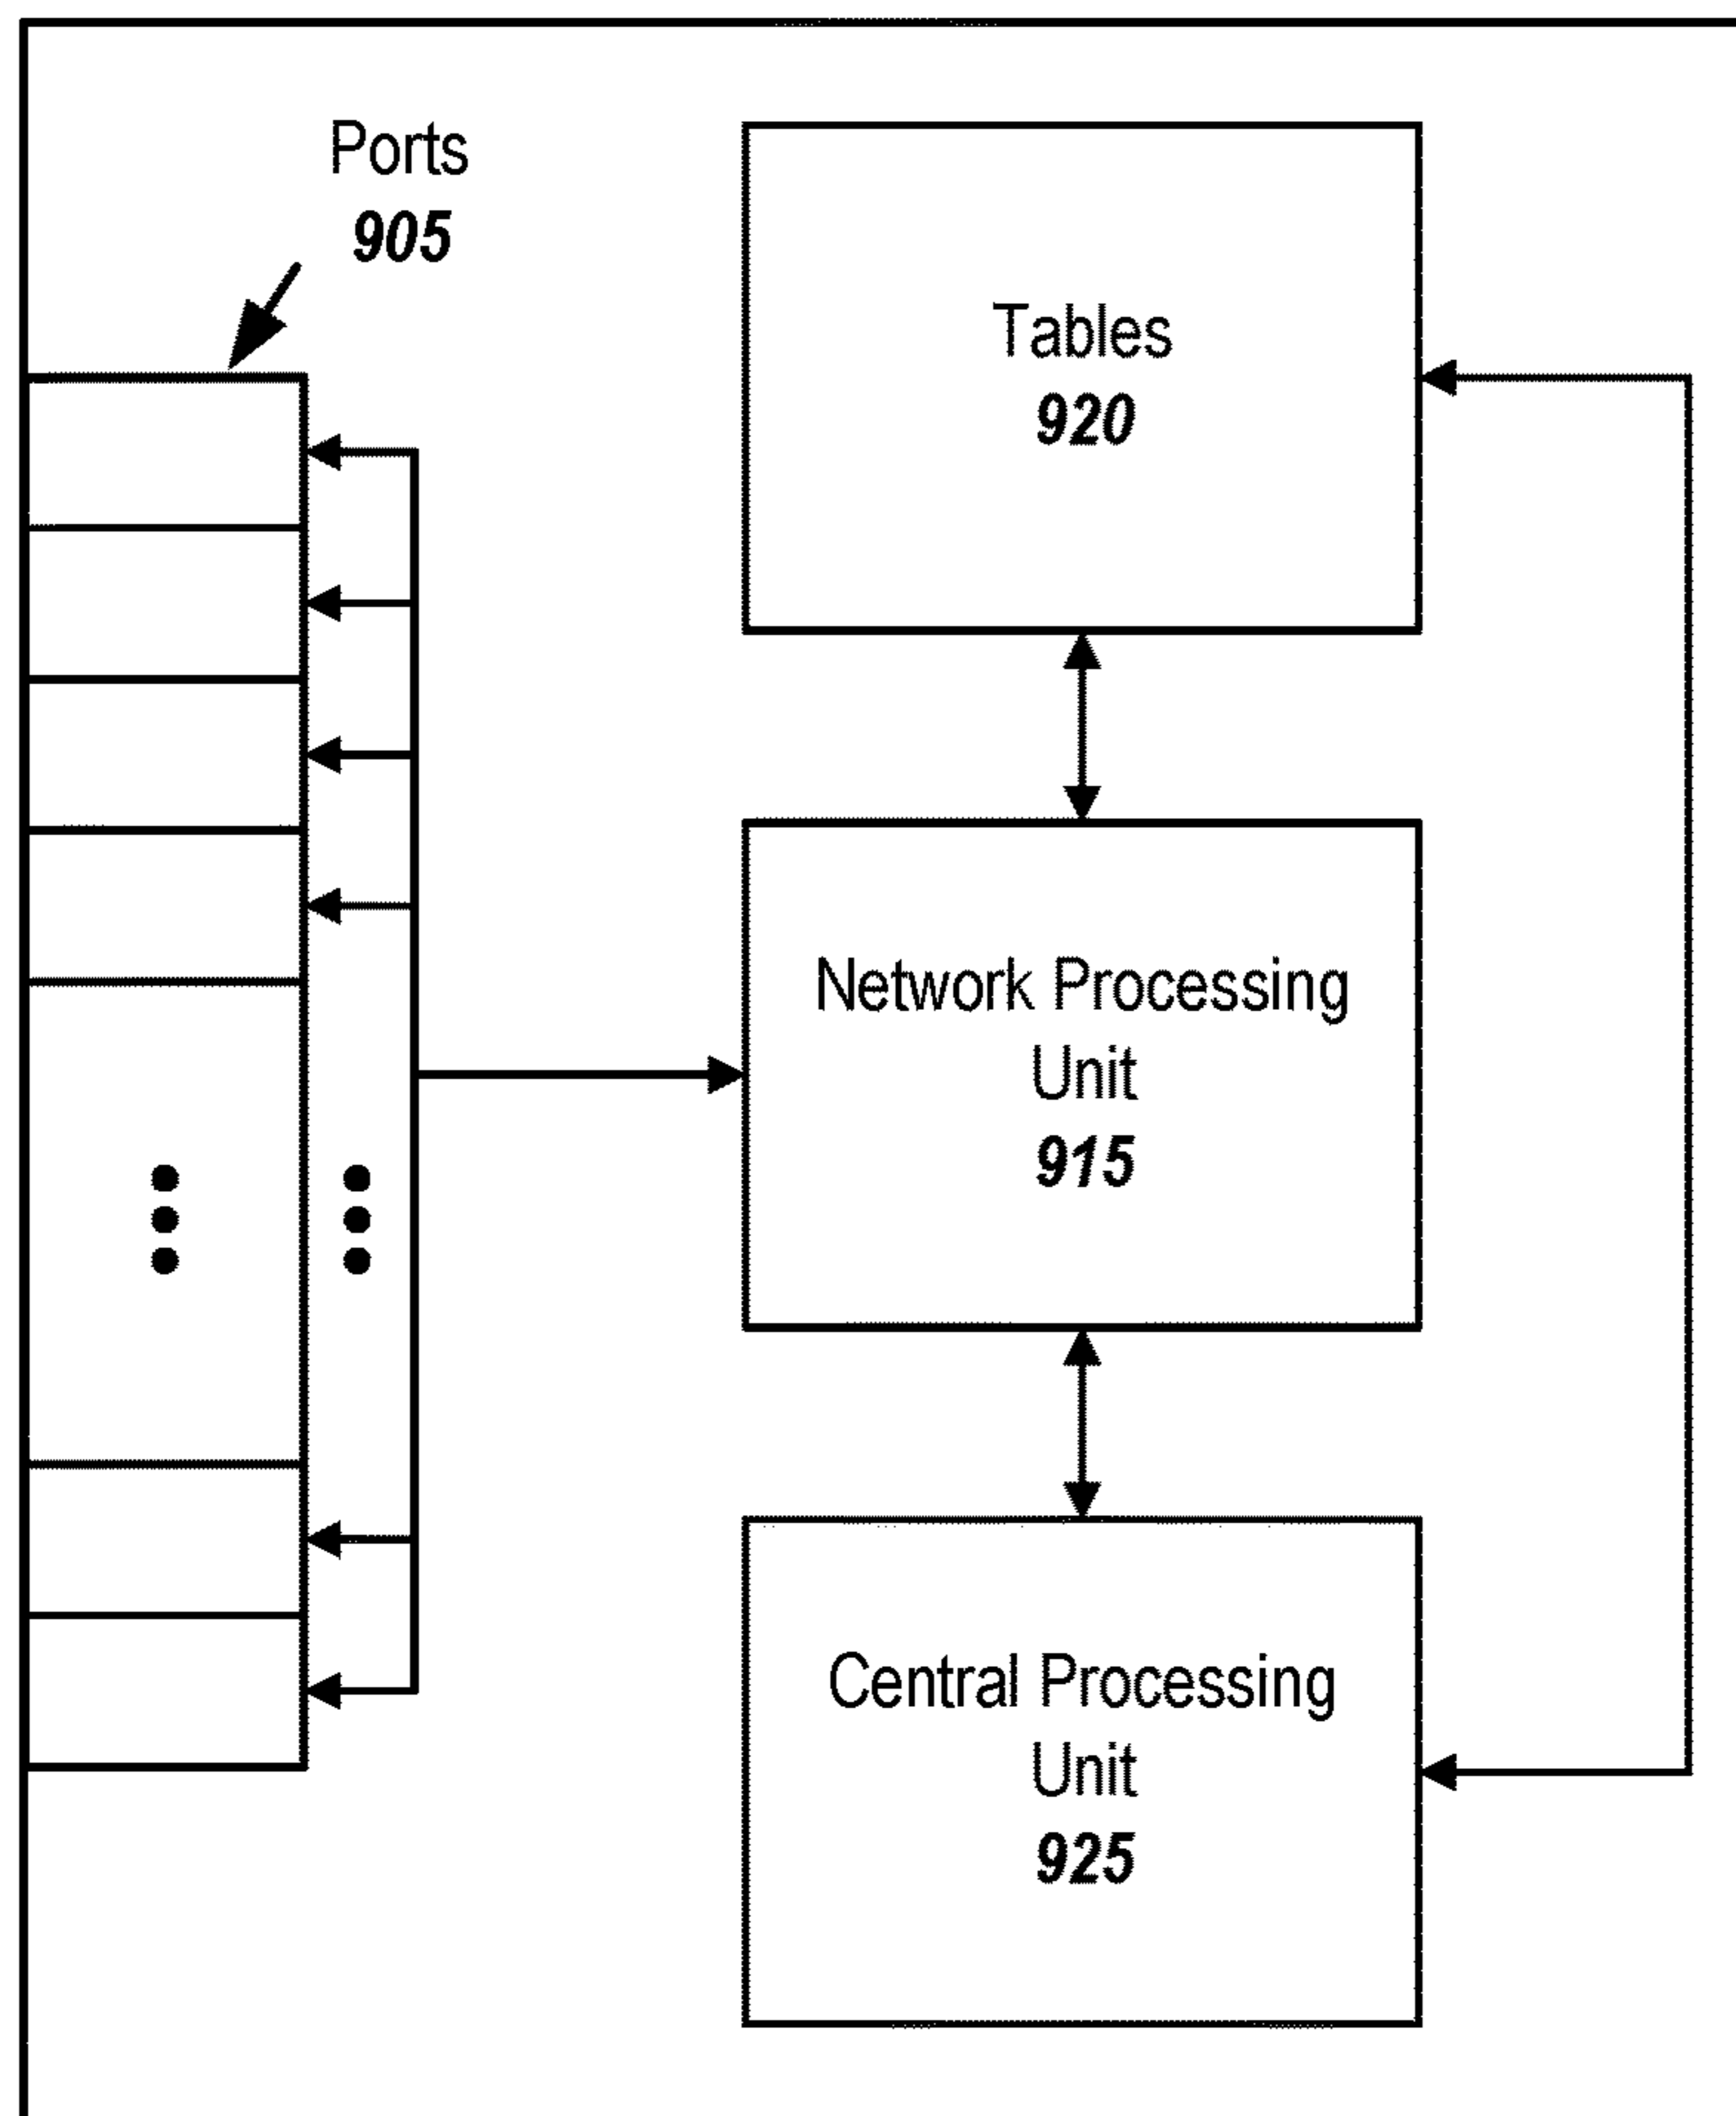 Ports
905
Tables
920
Network Processing
Unit
915
Central Processing
Unit
925